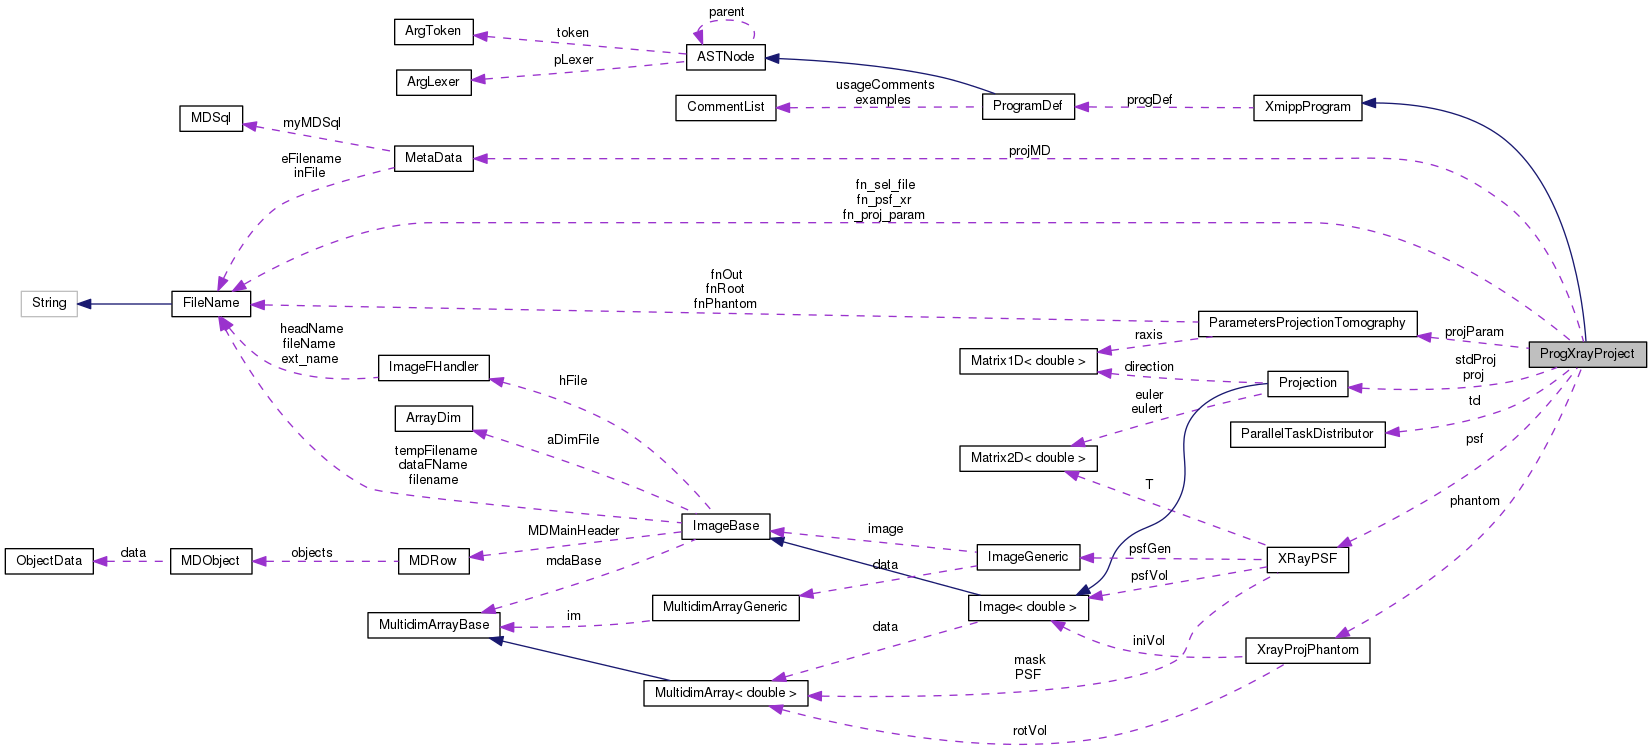 parent
ArgToken
token
ASTNode
pLexer
ArgLexer
usageComments
examples
CommentList
ProgramDef
progDef
XmippProgram
MDSql
myMDSql
MetaData
projMD
eFilename
inFile
fn_sel_file
fn_psf_xr
fn_proj_param
String
FileName
fnOut
fnRoot
fnPhantom
ParametersProjectionTomography
projParam
ProgXrayProject
headName
fileName
ext_name
ImageFHandler
hFile
raxis
Matrix1D< double >
direction
Projection
stdProj
proj
euler
eulert
td
ArrayDim
aDimFile
ParallelTaskDistributor
psf
tempFilename
dataFName
filename
Matrix2D< double >
T
phantom
ImageBase
MDMainHeader
image
ImageGeneric
psfGen
XRayPSF
ObjectData
data
MDObject
objects
MDRow
mdaBase
data
psfVol
MultidimArrayBase
im
MultidimArrayGeneric
Image< double >
data
iniVol
XrayProjPhantom
mask
PSF
MultidimArray< double >
rotVol